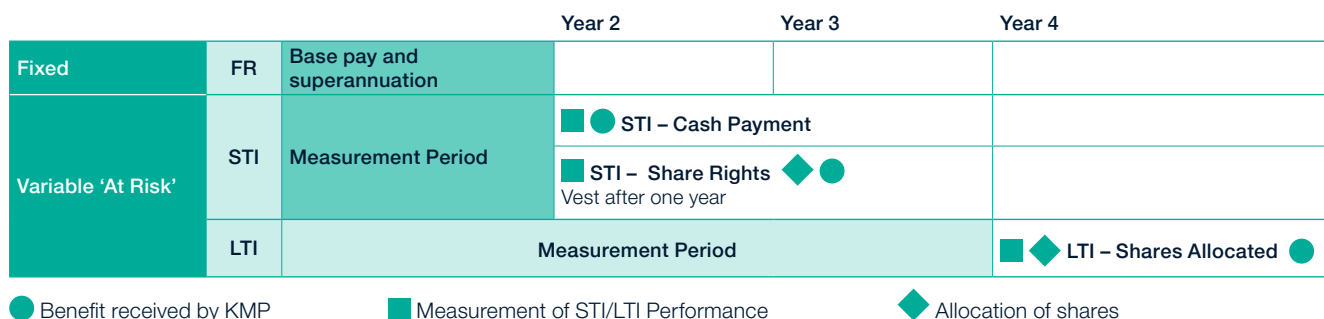 Year 2 Year 3 Year 4
Fixed FR Base pay and
superannuation
STI – Cash Payment
STI Measurement Period
STI – Share Rights
Vest after one year
Variable ‘At Risk’
LTI Measurement Period LTI – Shares Allocated
Benefit received by KMP Measurement of STI/LTI Performance Allocation of shares